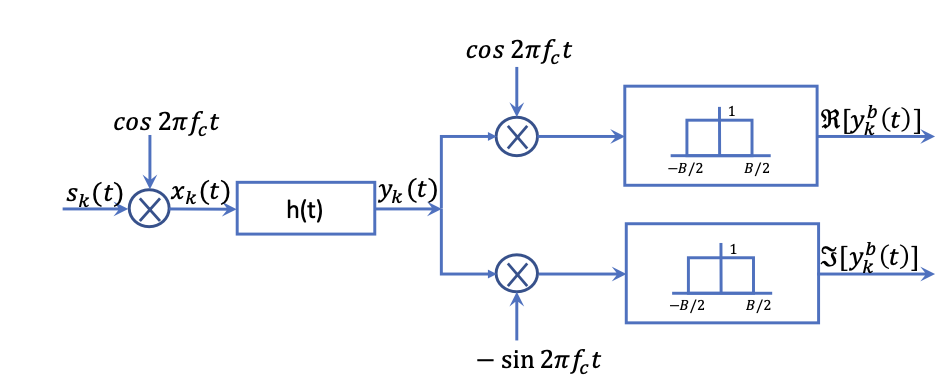 cos 2πf_c t
cos 2πf_c t
s_k(t)
x_k(t)
h(t)
y_k(t)
1
−B/2
B/2
ℜ[y_k^b(t)]
1
−B/2
B/2
ℑ[y_k^b(t)]
− sin 2πf_c t